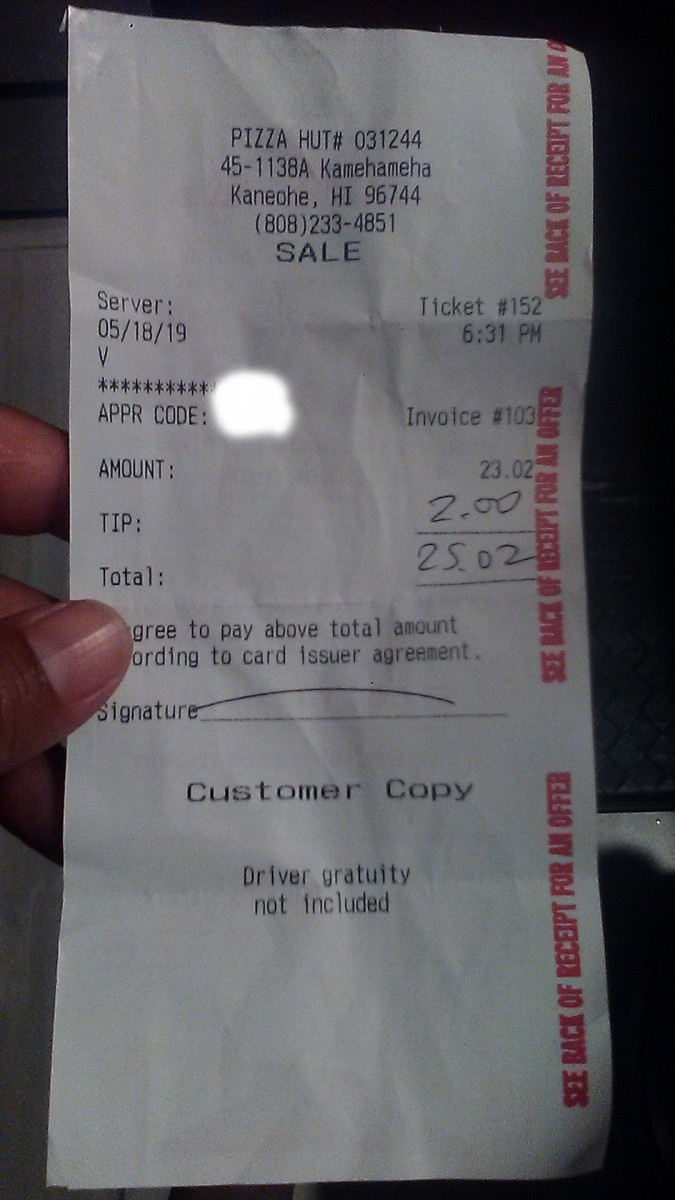 PIZZA HUT# 031244
45-1138A Kamehameha
Kaneohe, HI 96744
(808)233-4851
SALE
Server: Ticket #152
05/18/19 6:31 PM
V
**********
APPR CODE: Invoice #103
AMOUNT: 23.02
TIP: 2.00
Total: 25.02
gree to pay above total amount
ording to card issuer agreement.
Signature
Customer Copy
Driver gratuity
not included
SEE BACK OF RECEIPT FOR AN O
SEE BACK OF RECEIPT FOR AN OFFER
SEE BACK OF RECEIPT FOR AN OFFER